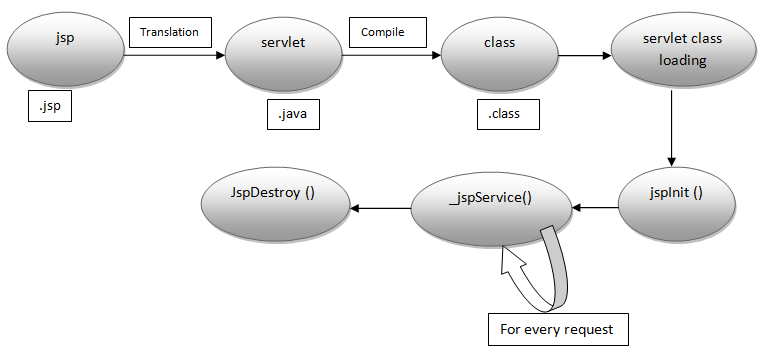 jsp
Translation
servlet
Compile
class
servlet class
loading
.jsp
.java
.class
JspDestroy ()
_jspService()
jspInit ()
For every request